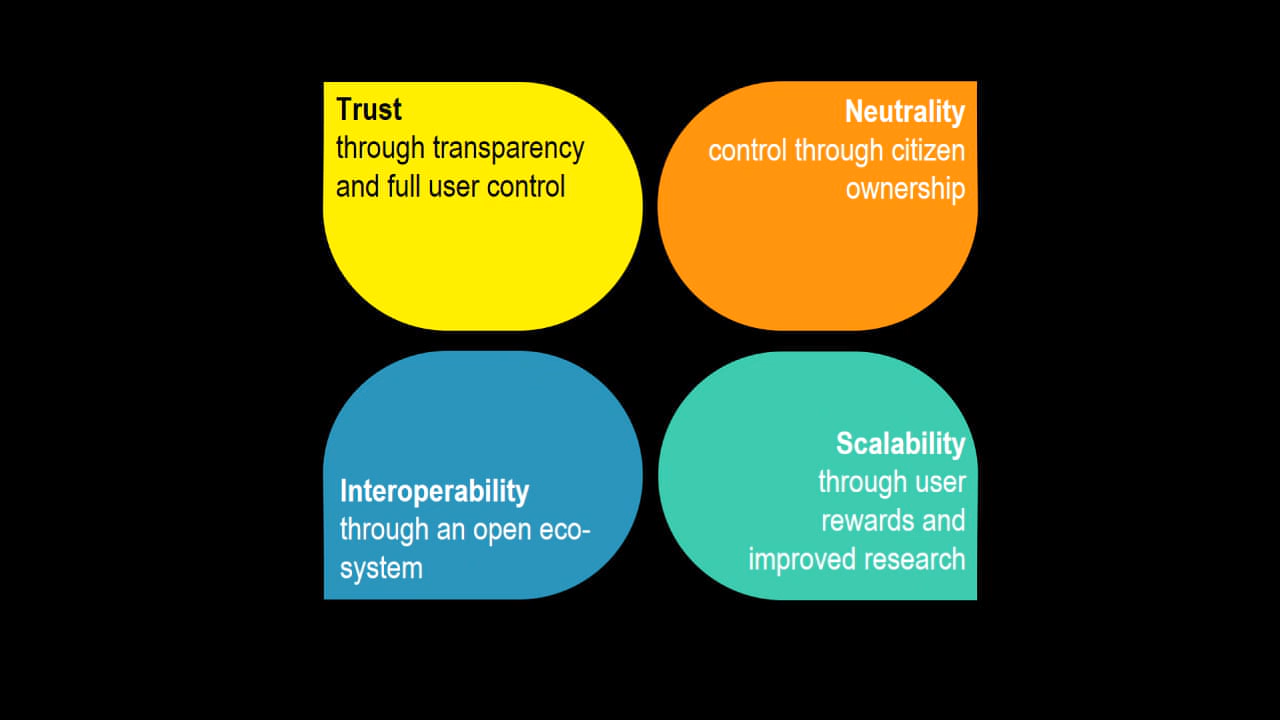 Trust
through transparency
and full user control
Neutrality
control through citizen
ownership
Interoperability
through an open eco-
system
Scalability
through user
rewards and
improved research